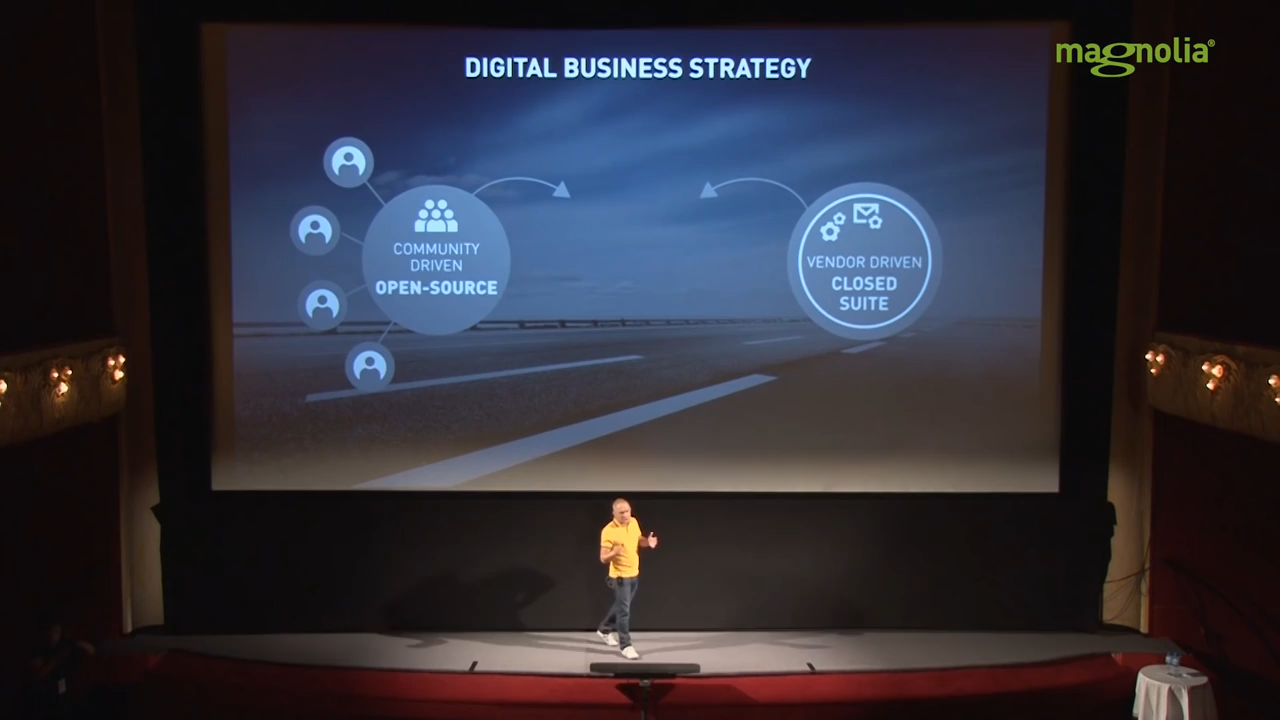 magnolia®
DIGITAL BUSINESS STRATEGY
COMMUNITY
DRIVEN
OPEN-SOURCE
VENDOR DRIVEN
CLOSED
SUITE